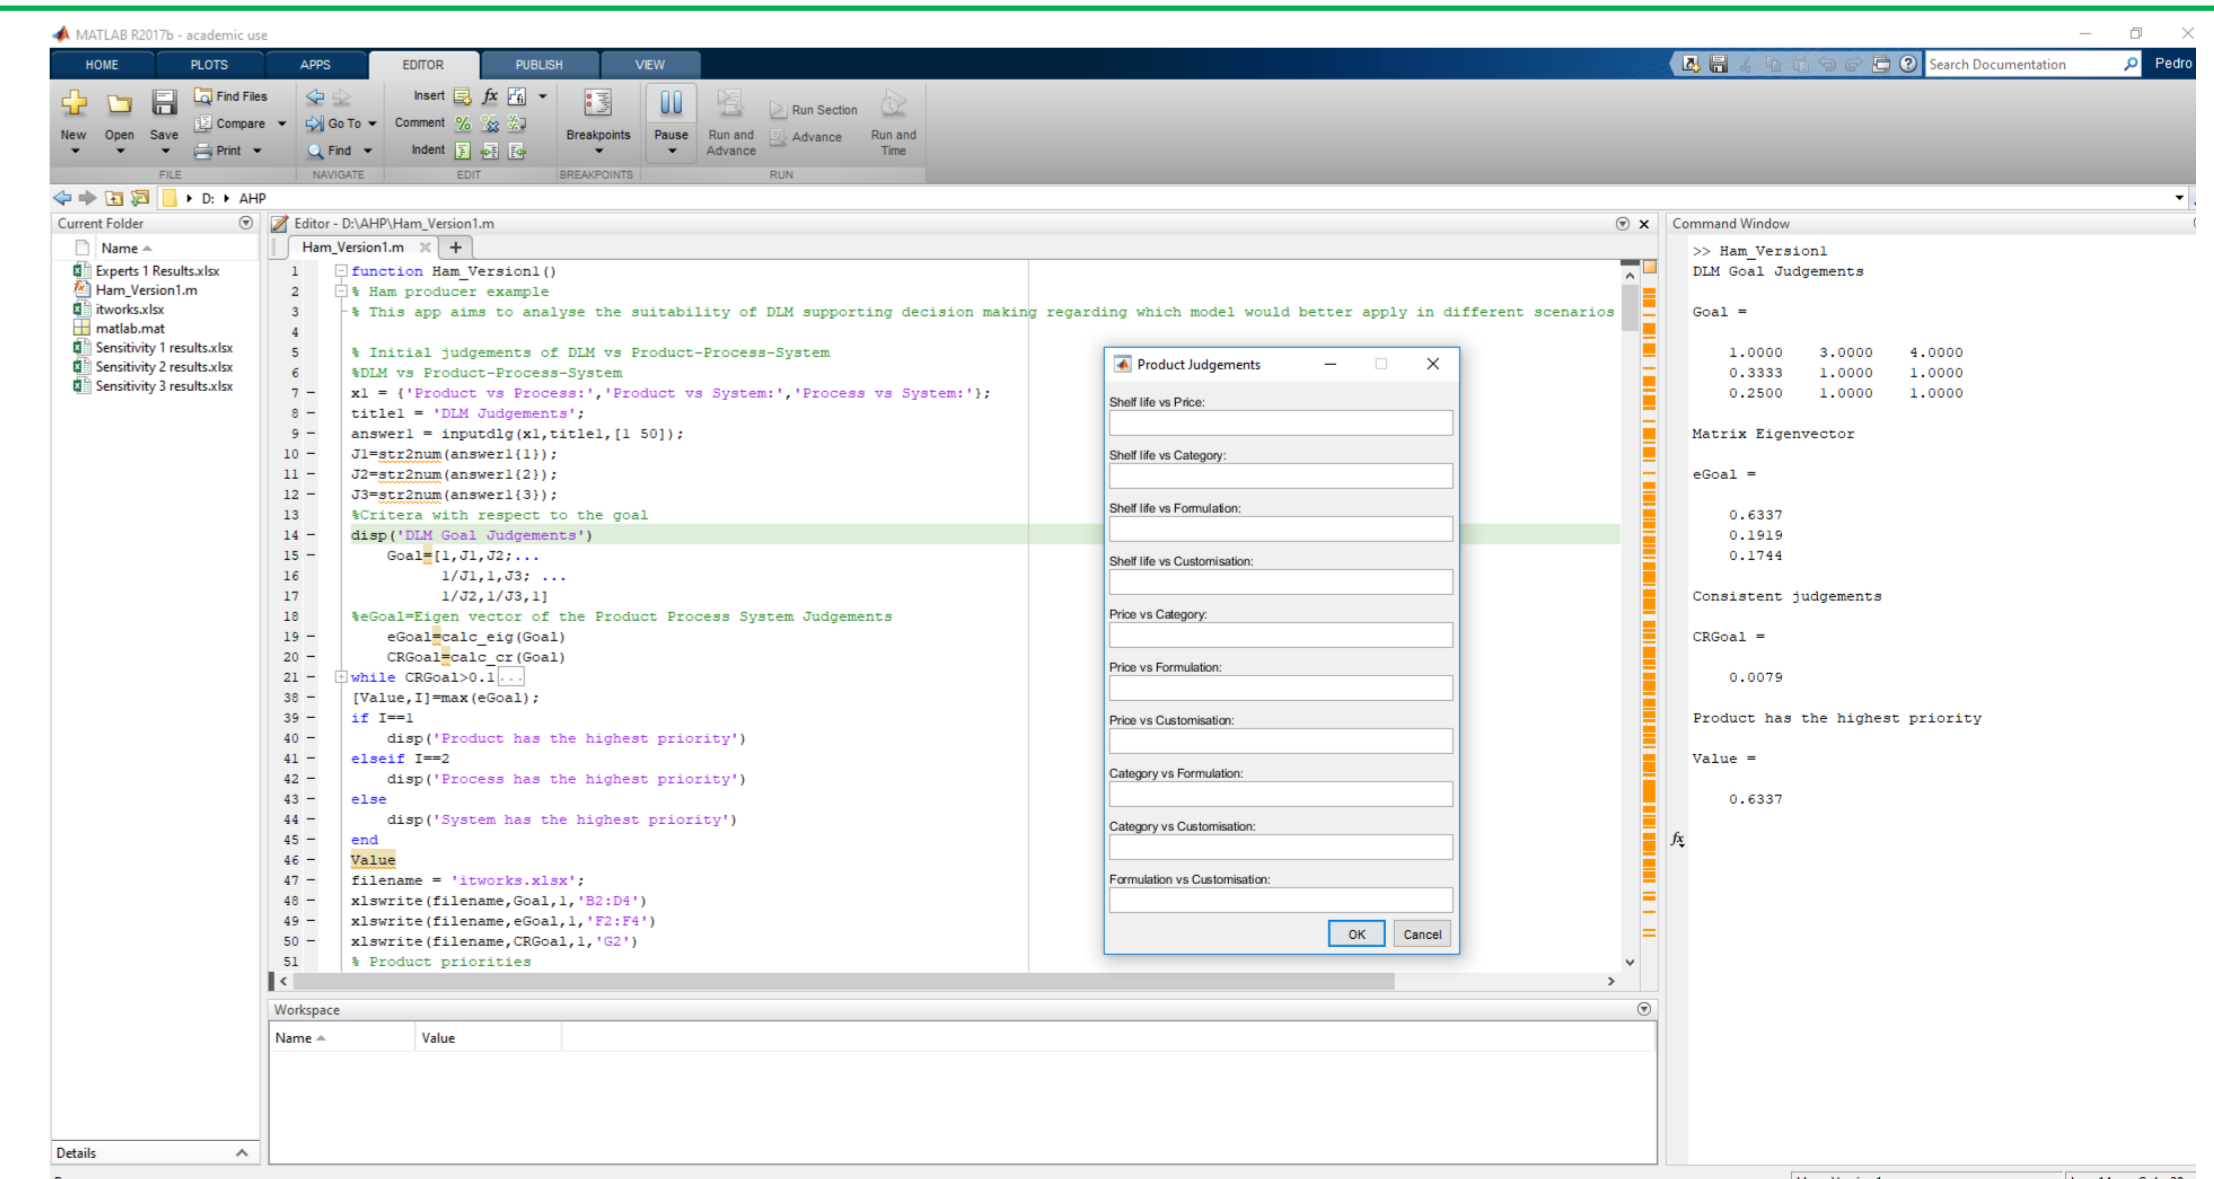 MATLAB R2017b - academic use
HOME PLOTS APPS EDITOR PUBLISH VIEW
Search Documentation Pedro
New Open Save
Find Files
Compare
Print
FILE
Go To
Find
NAVIGATE
Insert fx
Comment
Indent
EDIT
Breakpoints
BREAKPOINTS
Pause
Run and Advance
Run Section
Advance
Run and Time
RUN
D: AHP
Current Folder
Name
Experts 1 Results.xlsx
Ham_Version1.m
itworks.xlsx
matlab.mat
Sensitivity 1 results.xlsx
Sensitivity 2 results.xlsx
Sensitivity 3 results.xlsx
Details
Editor - D:\AHP\Ham_Version1.m
Ham_Version1.m
1 function Ham_Version1()
2 % Ham producer example
3 % This app aims to analyse the suitability of DLM supporting decision making regarding which model would better apply in different scenarios
4
5 % Initial judgements of DLM vs Product-Process-System
6 %DLM vs Product-Process-System
7 – x1 = {'Product vs Process:','Product vs System:','Process vs System:'};
8 – title1 = 'DLM Judgements';
9 – answer1 = inputdlg(x1,title1,[1 50]);
10 – J1=str2num(answer1{1});
11 – J2=str2num(answer1{2});
12 – J3=str2num(answer1{3});
13 %Critera with respect to the goal
14 – disp('DLM Goal Judgements')
15 – Goal=[1,J1,J2;...
16 1/J1,1,J3; ...
17 1/J2,1/J3,1]
18 %eGoal=Eigen vector of the Product Process System Judgements
19 – eGoal=calc_eig(Goal)
20 – CRGoal=calc_cr(Goal)
21 – while CRGoal>0.1...
38 – [Value,I]=max(eGoal);
39 – if I==1
40 – disp('Product has the highest priority')
41 – elseif I==2
42 – disp('Process has the highest priority')
43 – else
44 – disp('System has the highest priority')
45 – end
46 – Value
47 – filename = 'itworks.xlsx';
48 – xlswrite(filename,Goal,1,'B2:D4')
49 – xlswrite(filename,eGoal,1,'F2:F4')
50 – xlswrite(filename,CRGoal,1,'G2')
51 % Product priorities
Product Judgements
Shelf life vs Price:
Shelf life vs Category:
Shelf life vs Formulation:
Shelf life vs Customisation:
Price vs Category:
Price vs Formulation:
Price vs Customisation:
Category vs Formulation:
Category vs Customisation:
Formulation vs Customisation:
OK Cancel
Workspace
Name Value
Command Window
>> Ham_Version1
DLM Goal Judgements
Goal =
1.0000 3.0000 4.0000
0.3333 1.0000 1.0000
0.2500 1.0000 1.0000
Matrix Eigenvector
eGoal =
0.6337
0.1919
0.1744
Consistent judgements
CRGoal =
0.0079
Product has the highest priority
Value =
0.6337
fx